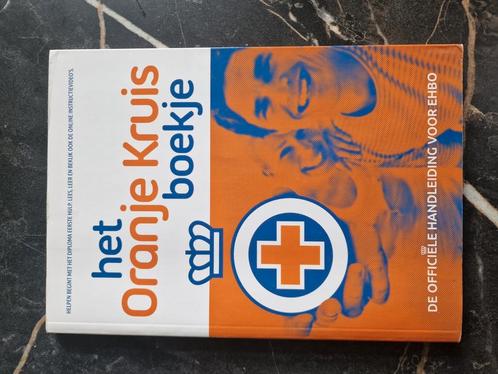 HELPEN BEGINT MET HET DIPLOMA EERSTE HULP. LEES, LEER EN BEKIJK OOK DE ONLINE INSTRUCTIEVIDEO'S.
het
Oranje Kruis
boekje
DE OFFICIËLE HANDLEIDING VOOR EHBO